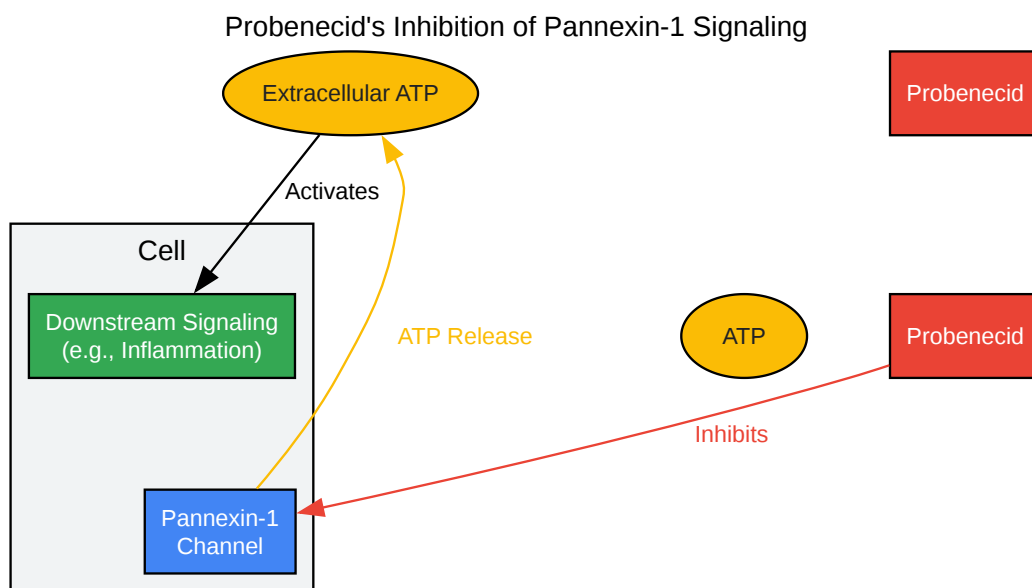 Probenecid's Inhibition of Pannexin-1 Signaling
Extracellular ATP
Probenecid
Activates
Cell
Downstream Signaling
(e.g., Inflammation)
ATP Release
ATP
Probenecid
Inhibits
Pannexin-1
Channel